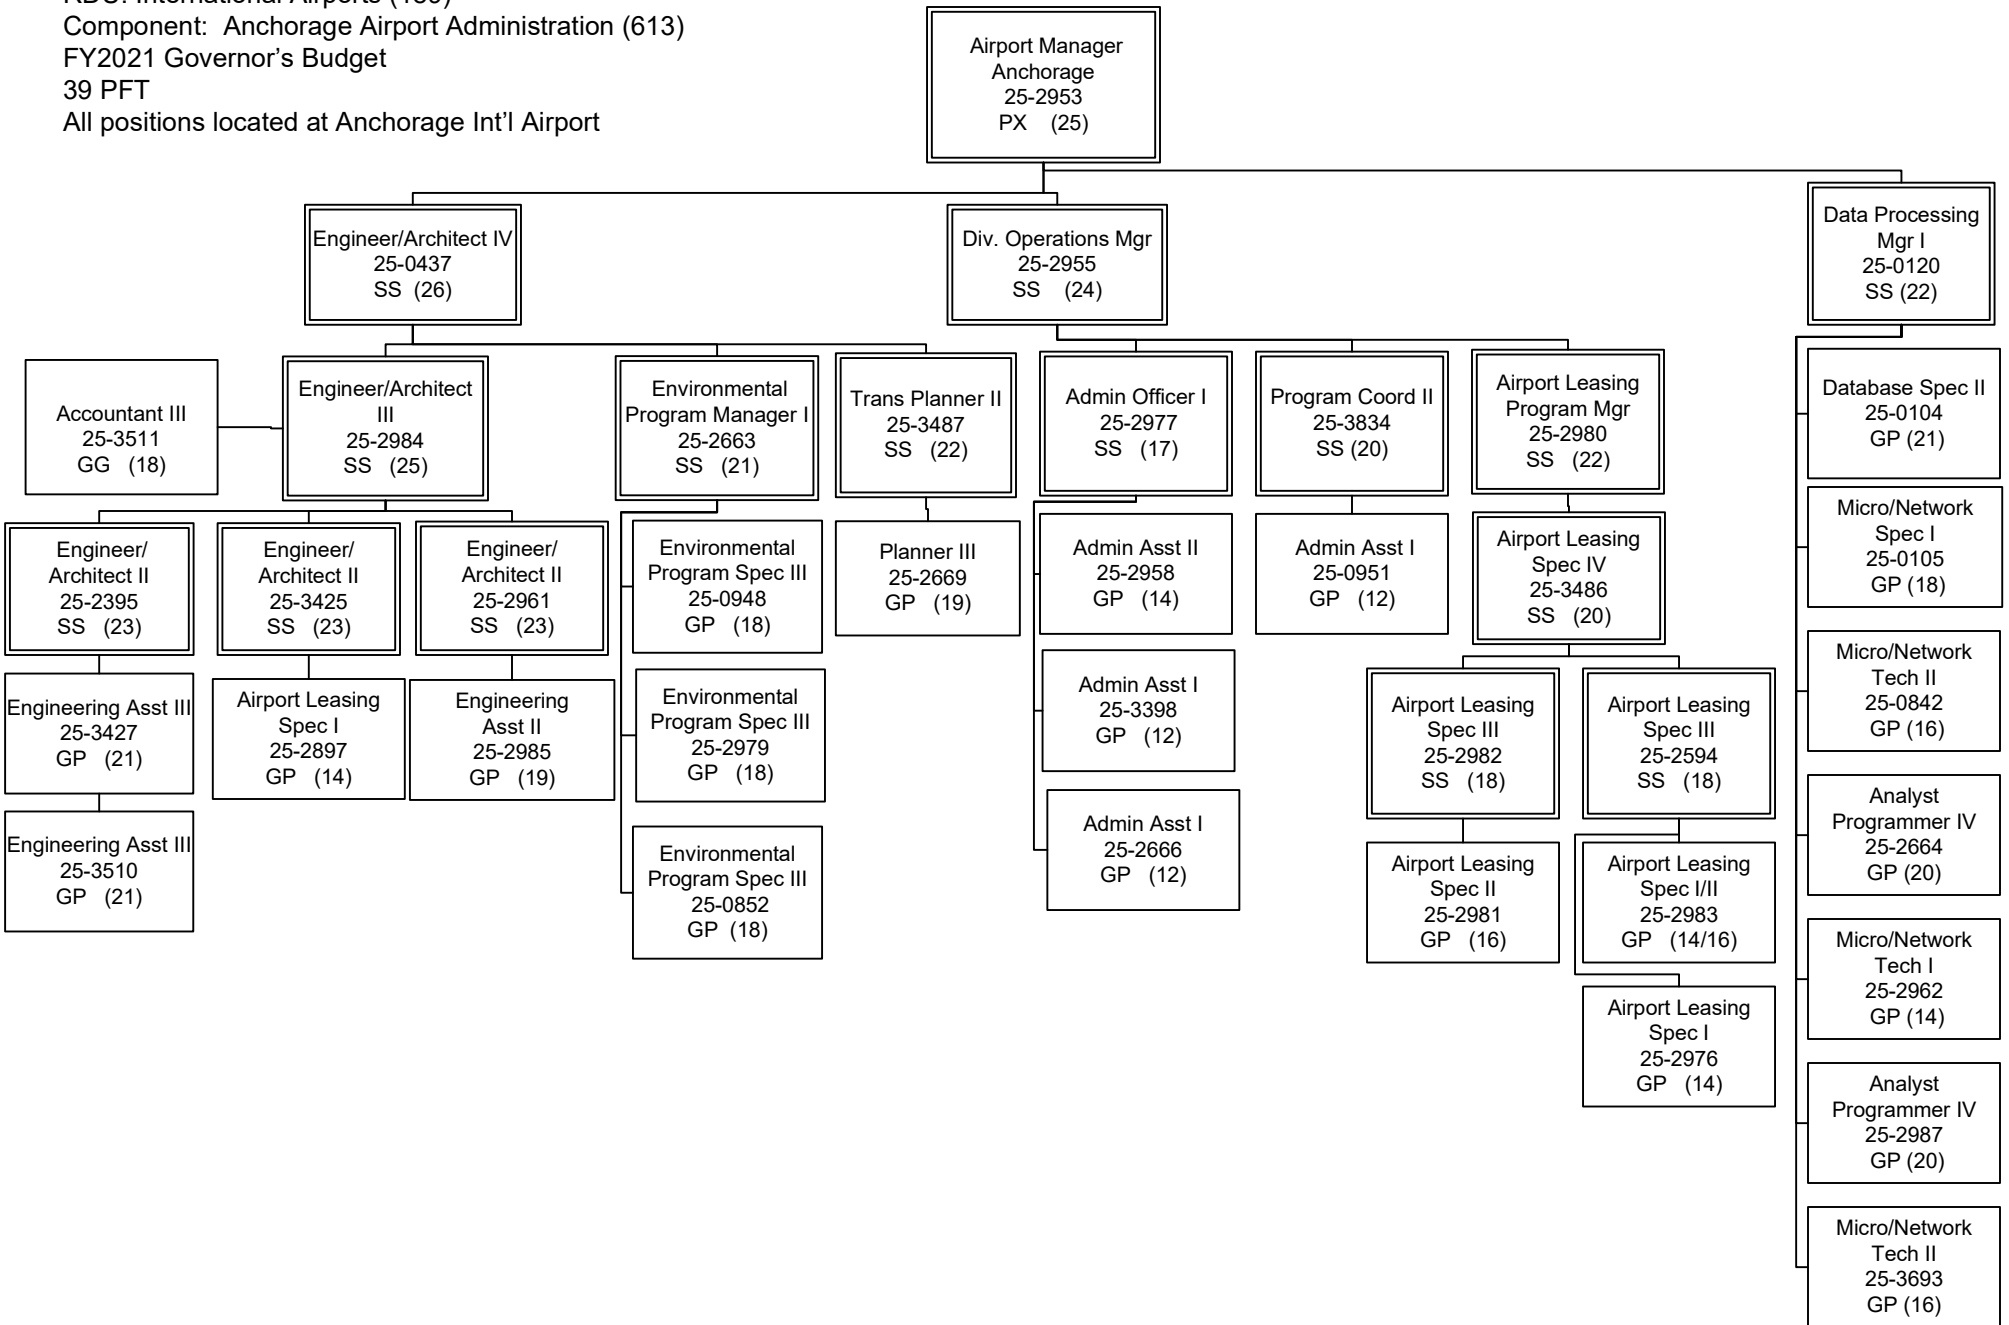 RDU: International Airports (459)
Component: Anchorage Airport Administration (613)
FY2021 Governor's Budget
39 PFT
All positions located at Anchorage Int'l Airport
Airport Manager
Anchorage
25-2953
PX (25)
Engineer/Architect IV
25-0437
SS (26)
Div. Operations Mgr
25-2955
SS (24)
Data Processing
Mgr I
25-0120
SS (22)
Accountant III
25-3511
GG (18)
Engineer/Architect
III
25-2984
SS (25)
Environmental
Program Manager I
25-2663
SS (21)
Trans Planner II
25-3487
SS (22)
Admin Officer I
25-2977
SS (17)
Program Coord II
25-3834
SS (20)
Airport Leasing
Program Mgr
25-2980
SS (22)
Database Spec II
25-0104
GP (21)
Engineer/
Architect II
25-2395
SS (23)
Engineer/
Architect II
25-3425
SS (23)
Engineer/
Architect II
25-2961
SS (23)
Environmental
Program Spec III
25-0948
GP (18)
Planner III
25-2669
GP (19)
Admin Asst II
25-2958
GP (14)
Admin Asst I
25-0951
GP (12)
Airport Leasing
Spec IV
25-3486
SS (20)
Micro/Network
Spec I
25-0105
GP (18)
Engineering Asst III
25-3427
GP (21)
Airport Leasing
Spec I
25-2897
GP (14)
Engineering
Asst II
25-2985
GP (19)
Environmental
Program Spec III
25-2979
GP (18)
Admin Asst I
25-3398
GP (12)
Airport Leasing
Spec III
25-2982
SS (18)
Airport Leasing
Spec III
25-2594
SS (18)
Micro/Network
Tech II
25-0842
GP (16)
Engineering Asst III
25-3510
GP (21)
Environmental
Program Spec III
25-0852
GP (18)
Admin Asst I
25-2666
GP (12)
Airport Leasing
Spec II
25-2981
GP (16)
Airport Leasing
Spec I/II
25-2983
GP (14/16)
Analyst
Programmer IV
25-2664
GP (20)
Airport Leasing
Spec I
25-2976
GP (14)
Micro/Network
Tech I
25-2962
GP (14)
Analyst
Programmer IV
25-2987
GP (20)
Micro/Network
Tech II
25-3693
GP (16)